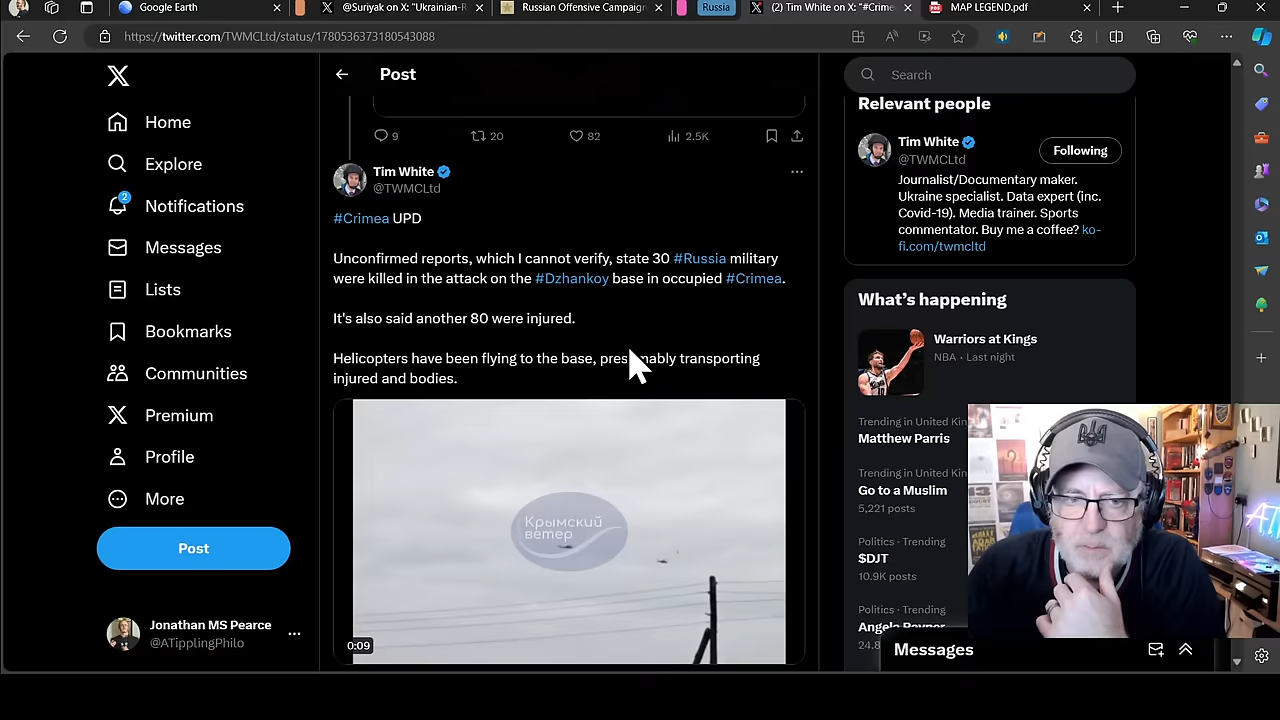 Google Earth
@Suriyak on X: "Ukrainian-R
Russian Offensive Campaign
Russia
(2) Tim White on X: "#Crime
MAP LEGEND.pdf
https://twitter.com/TWMCLtd/status/1780536373180543088
Post
Search
Home
Explore
2
Notifications
Messages
Lists
Bookmarks
Communities
Premium
Profile
More
Post
Jonathan MS Pearce
@ATipplingPhilo
9
20
82
2.5K
Tim White
@TWMCLtd
#Crimea UPD
Unconfirmed reports, which I cannot verify, state 30 #Russia military
were killed in the attack on the #Dzhankoy base in occupied #Crimea.
It's also said another 80 were injured.
Helicopters have been flying to the base, presumably transporting
injured and bodies.
Крымский
ветер
0:09
Relevant people
Tim White
@TWMCLtd
Following
Journalist/Documentary maker.
Ukraine specialist. Data expert (inc.
Covid-19). Media trainer. Sports
commentator. Buy me a coffee? ko-
fi.com/twmcltd
What's happening
Warriors at Kings
NBA · Last night
Trending in United Kin
Matthew Parris
Trending in United Kin
Go to a Muslim
5,221 posts
Politics · Trending
$DJT
10.9K posts
Politics · Trending
Angela Rayner
24.8
Messages